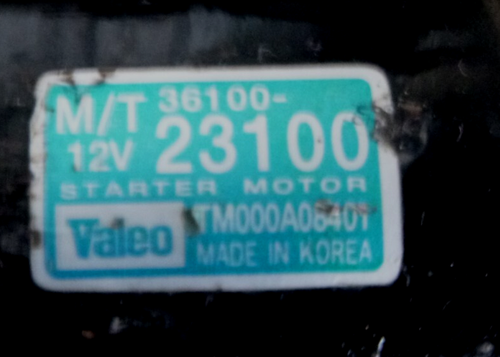 M/T 36100-
12V 23100
STARTER MOTOR
Valeo TM000A08401
MADE IN KOREA